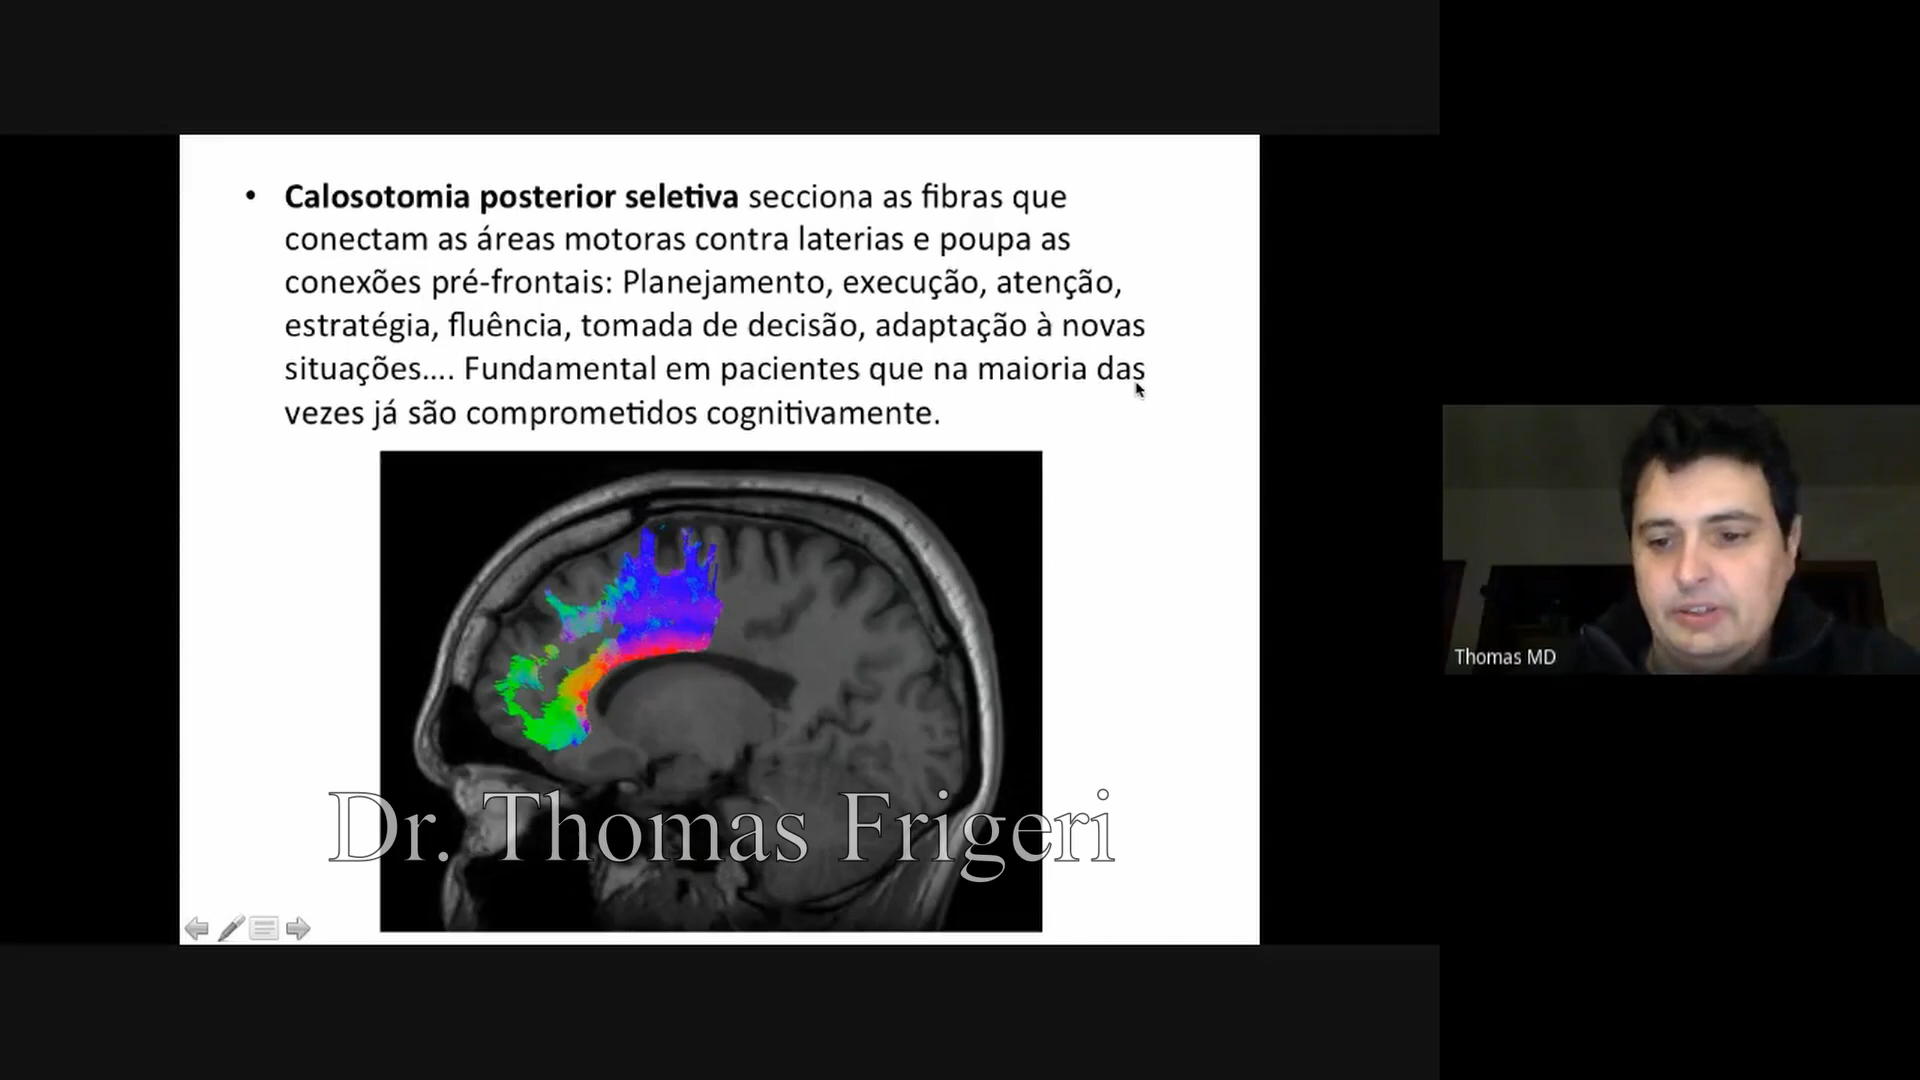 • Calosotomia posterior seletiva secciona as fibras que
conectam as áreas motoras contra laterias e poupa as
conexões pré-frontais: Planejamento, execução, atenção,
estratégia, fluência, tomada de decisão, adaptação à novas
situações.... Fundamental em pacientes que na maioria das
vezes já são comprometidos cognitivamente.
Dr. Thomas Frigeri
Thomas MD